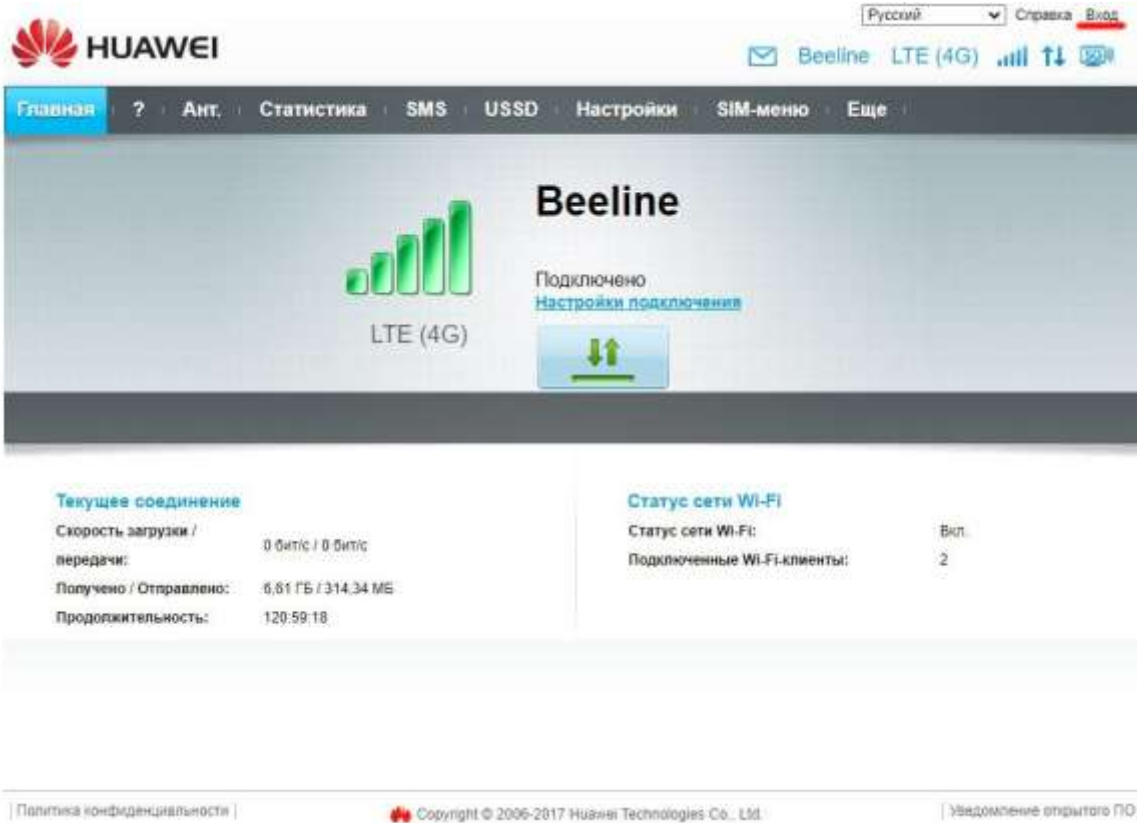 Русский Справка Вход
HUAWEI
Beeline LTE (4G)
Главная ? Ант. Статистика SMS USSD Настройки SIM-меню Еще
Beeline
Подключено
Настройки подключения
LTE (4G)
Текущее соединение
Скорость загрузки /
передачи:
0 бит/с / 0 бит/с
Получено / Отправлено: 6,61 ГБ / 314,34 МБ
Продолжительность: 120:59:18
Статус сети Wi-Fi
Статус сети Wi-Fi: Вкл.
Подключенные Wi-Fi-клиенты: 2
Политика конфиденциальности
Copyright © 2006-2017 Huawei Technologies Co., Ltd.
Уведомление открытого ПО